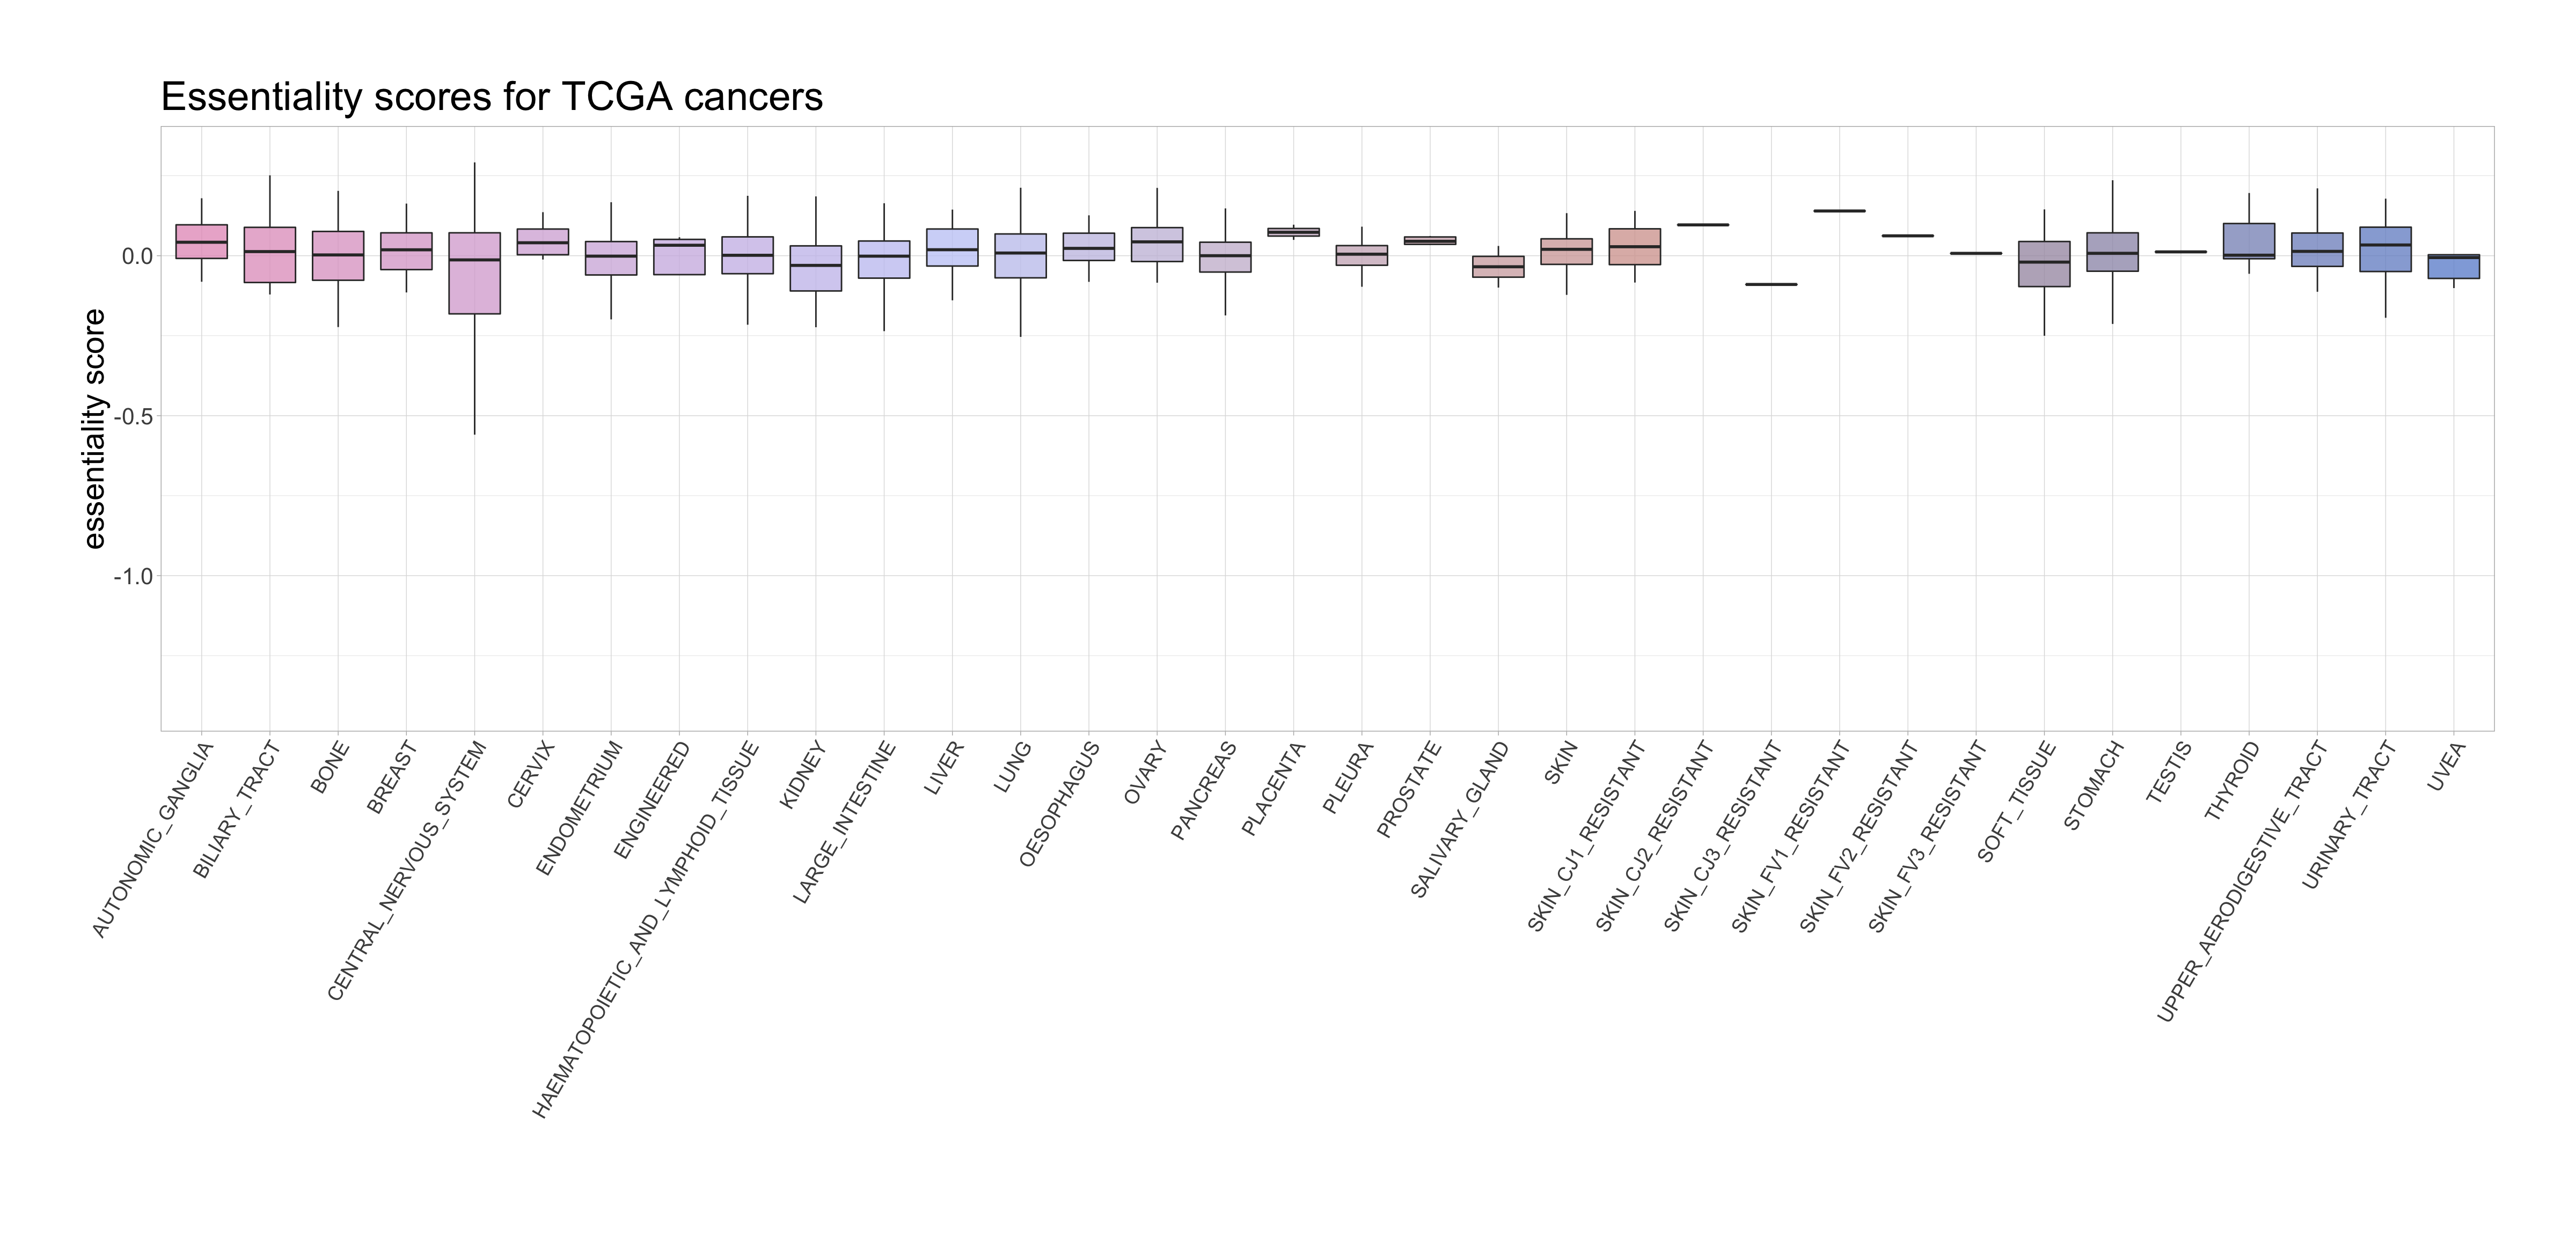 Essentiality scores for TCGA cancers
essentiality score
0.0
-0.5
-1.0
AUTONOMIC_GANGLIA
BILIARY_TRACT
BONE
BREAST
CENTRAL_NERVOUS_SYSTEM
CERVIX
ENDOMETRIUM
ENGINEERED
HAEMATOPOIETIC_AND_LYMPHOID_TISSUE
KIDNEY
LARGE_INTESTINE
LIVER
LUNG
OESOPHAGUS
OVARY
PANCREAS
PLACENTA
PLEURA
PROSTATE
SALIVARY_GLAND
SKIN
SKIN_CJ1_RESISTANT
SKIN_CJ2_RESISTANT
SKIN_CJ3_RESISTANT
SKIN_FV1_RESISTANT
SKIN_FV2_RESISTANT
SKIN_FV3_RESISTANT
SOFT_TISSUE
STOMACH
TESTIS
THYROID
UPPER_AERODIGESTIVE_TRACT
URINARY_TRACT
UVEA